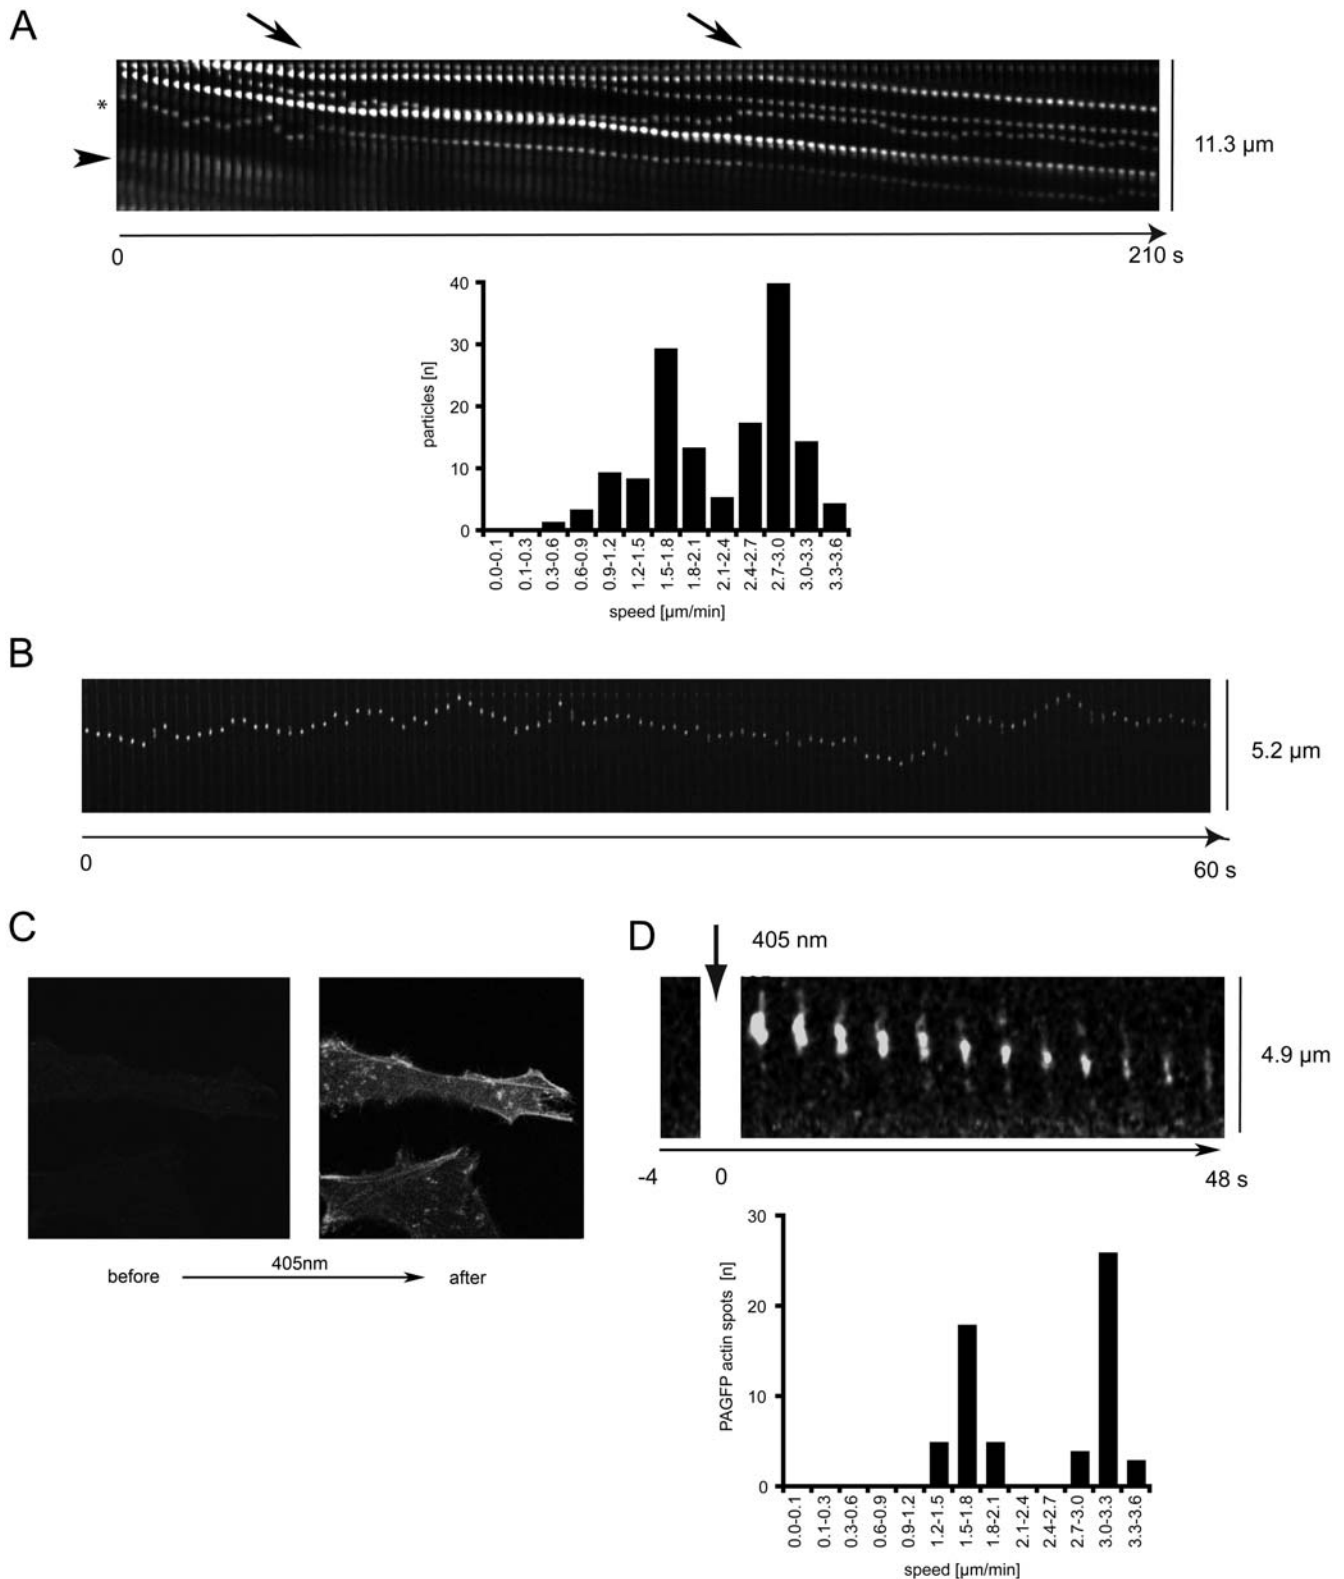 A
*
11.3 µm
0
210 s
40
30
20
10
0
particles [n]
0.0-0.1
0.1-0.3
0.3-0.6
0.6-0.9
0.9-1.2
1.2-1.5
1.5-1.8
1.8-2.1
2.1-2.4
2.4-2.7
2.7-3.0
3.0-3.3
3.3-3.6
speed [µm/min]
B
5.2 µm
0
60 s
C
before
405nm
after
D
405 nm
4.9 µm
-4
0
48 s
30
20
10
0
PAGFP actin spots [n]
0.0-0.1
0.1-0.3
0.3-0.6
0.6-0.9
0.9-1.2
1.2-1.5
1.5-1.8
1.8-2.1
2.1-2.4
2.4-2.7
2.7-3.0
3.0-3.3
3.3-3.6
speed [µm/min]